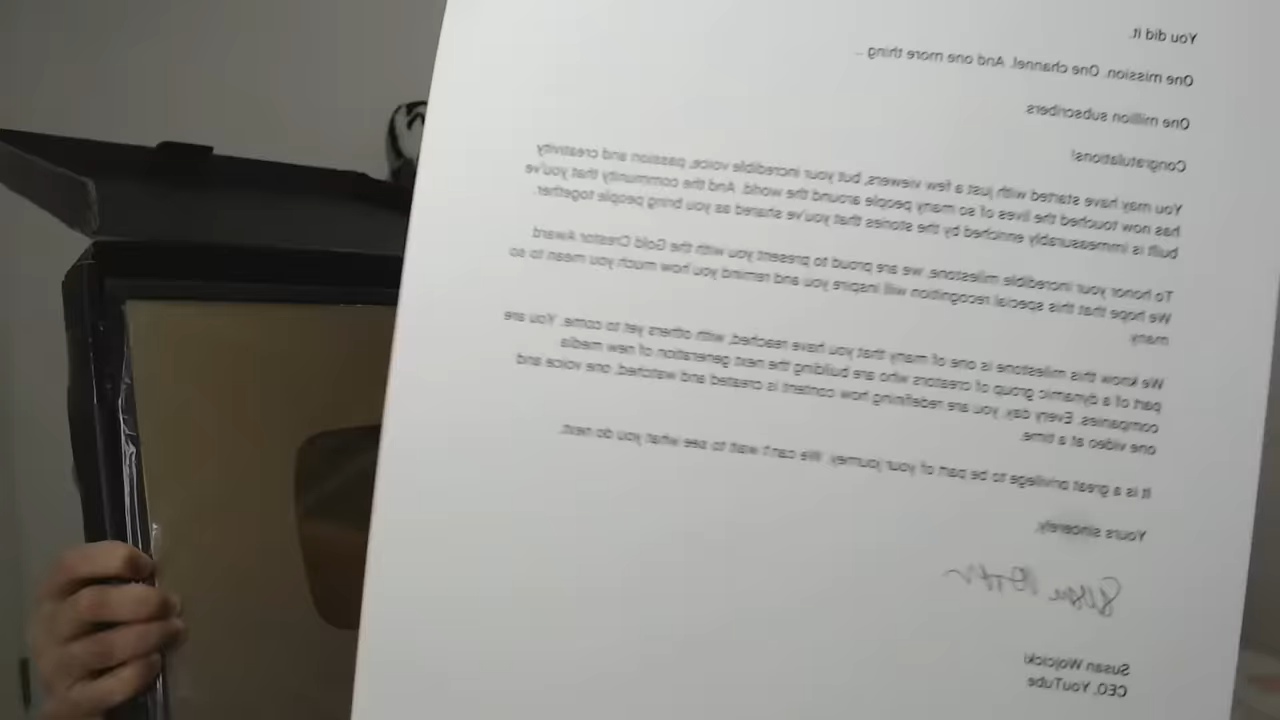 You did it.
One mission. One channel. And one more thing ...
One million subscribers
Congratulations!
You may have started with just a few viewers, but your incredible voice, passion and creativity
has now touched the lives of so many people around the world. And the community that you've
built is immeasurably enriched by the stories that you've shared as you bring people together.
To honor your incredible milestone, we are proud to present you with the Gold Creator Award.
We hope that this special recognition will inspire you and remind you how much you mean to so
many.
We know this milestone is one of many that you have reached, with others yet to come. You are
part of a dynamic group of creators who are building the next generation of new media
companies. Every day, you are redefining how content is created and watched, one voice and
one video at a time.
It is a great privilege to be part of your journey. We can't wait to see what you do next.
Yours sincerely,
Susan Wojcicki
CEO, YouTube